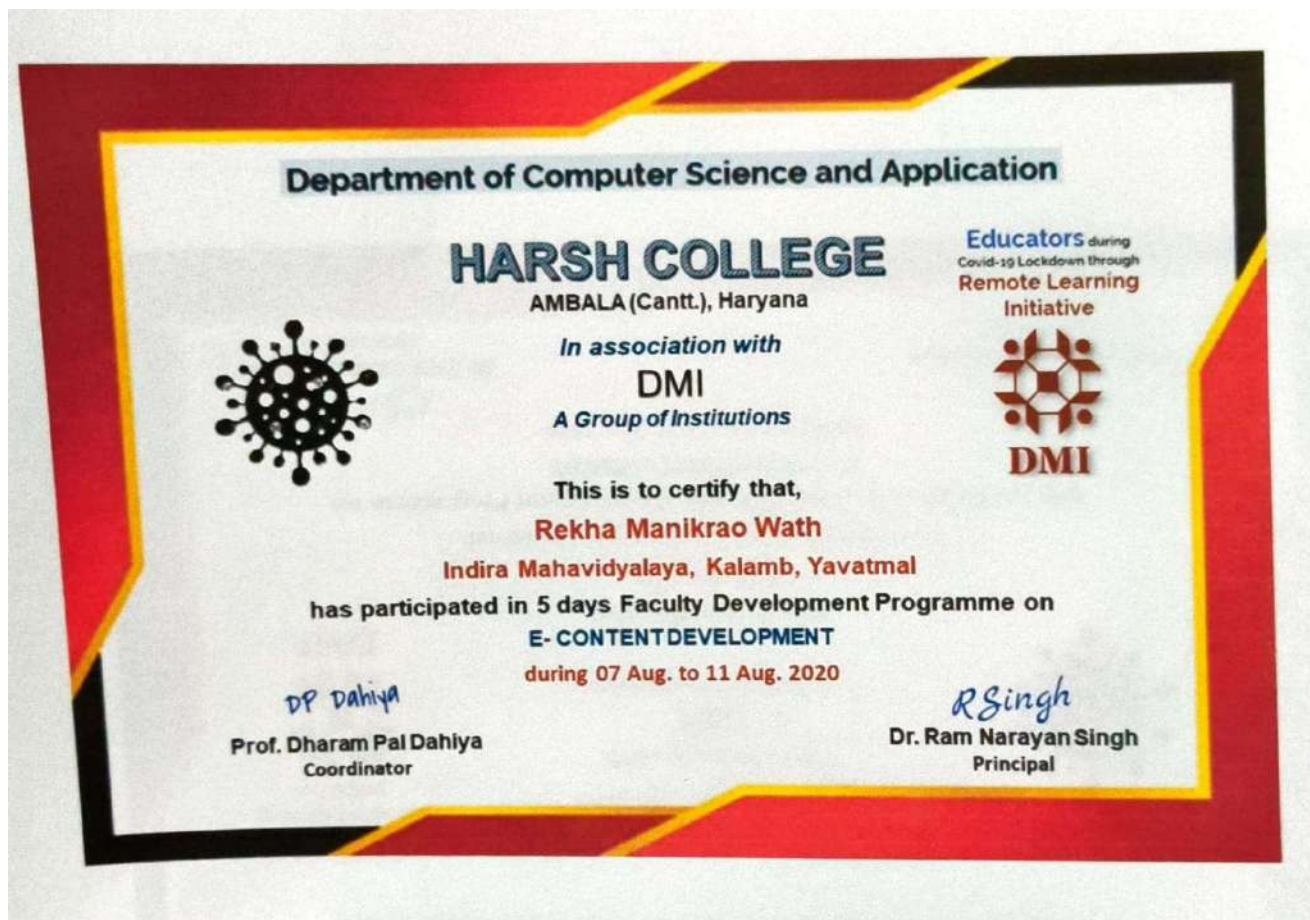 Department of Computer Science and Application
HARSH COLLEGE
AMBALA (Cantt.), Haryana
Educators during
Covid-19 Lockdown through
Remote Learning
Initiative
In association with
DMI
A Group of Institutions
DMI
This is to certify that,
Rekha Manikrao Wath
Indira Mahavidyalaya, Kalamb, Yavatmal
has participated in 5 days Faculty Development Programme on
E- CONTENT DEVELOPMENT
during 07 Aug. to 11 Aug. 2020
DP Dahiya
Prof. Dharam Pal Dahiya
Coordinator
R Singh
Dr. Ram Narayan Singh
Principal